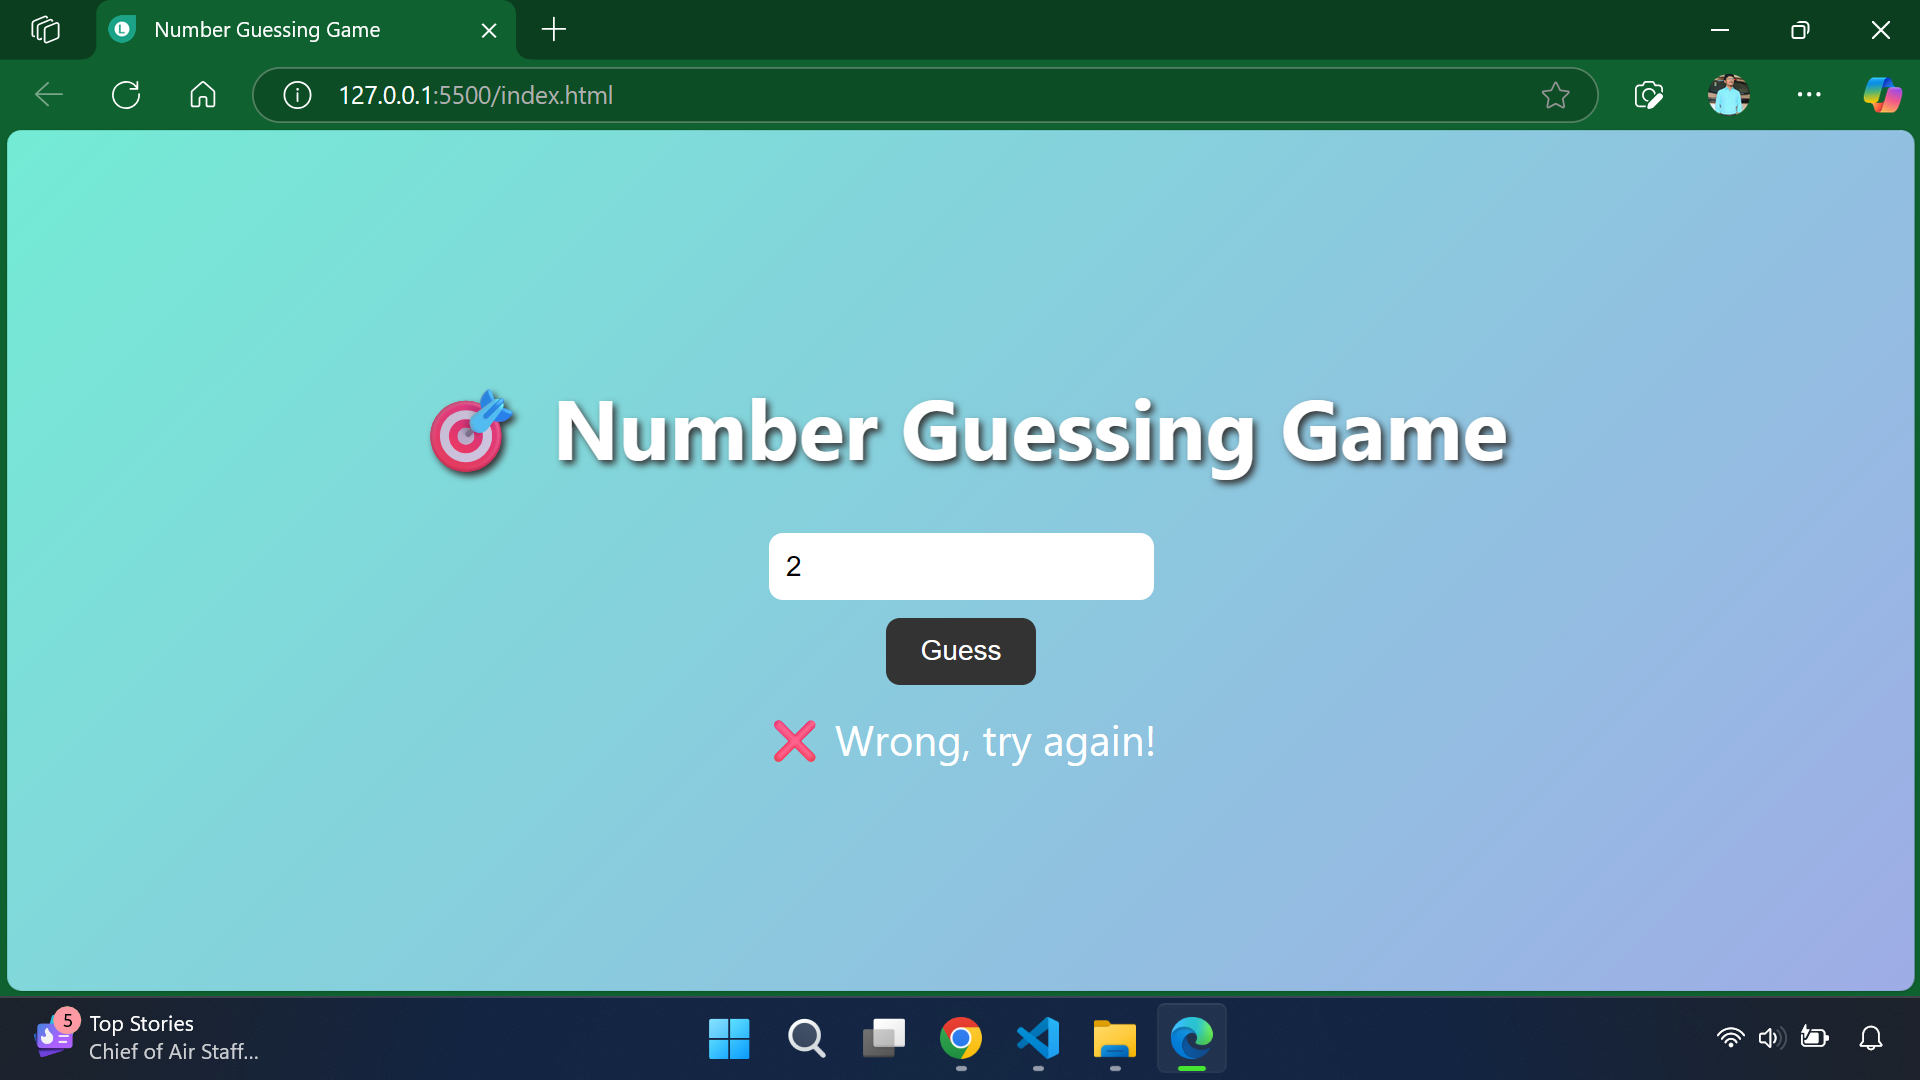 Number Guessing Game
127.0.0.1:5500/index.html
🎯 Number Guessing Game
2
Guess
❌ Wrong, try again!
5
Top Stories
Chief of Air Staff...